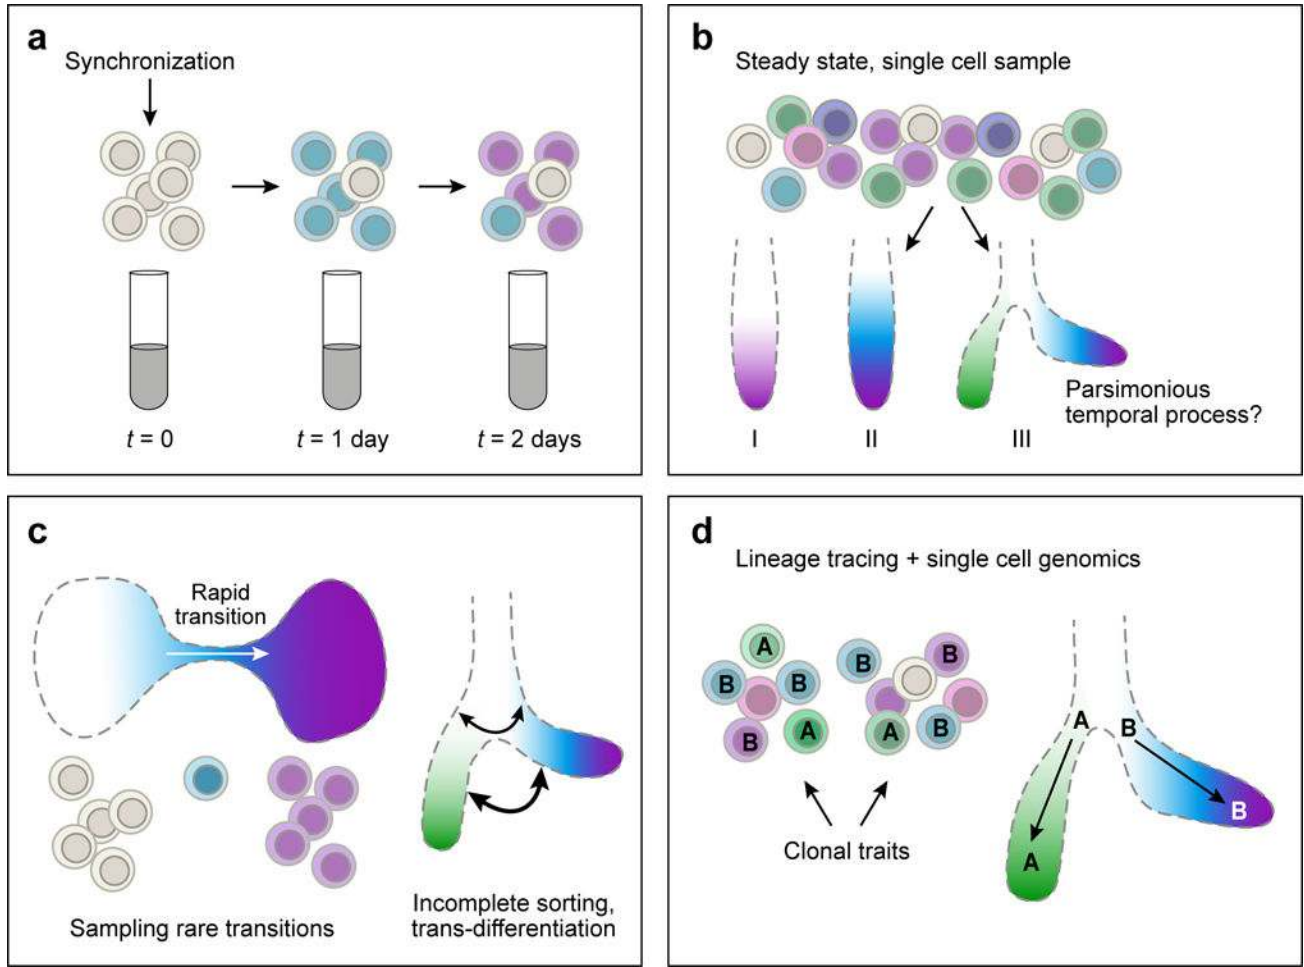 a
Synchronization
t = 0
t = 1 day
t = 2 days
b
Steady state, single cell sample
Parsimonious
temporal process?
I
II
III
c
Rapid
transition
Sampling rare transitions
Incomplete sorting,
trans-differentiation
d
Lineage tracing + single cell genomics
A
B
B
B
A
B
B
A
B
Clonal traits
A
B
B
A